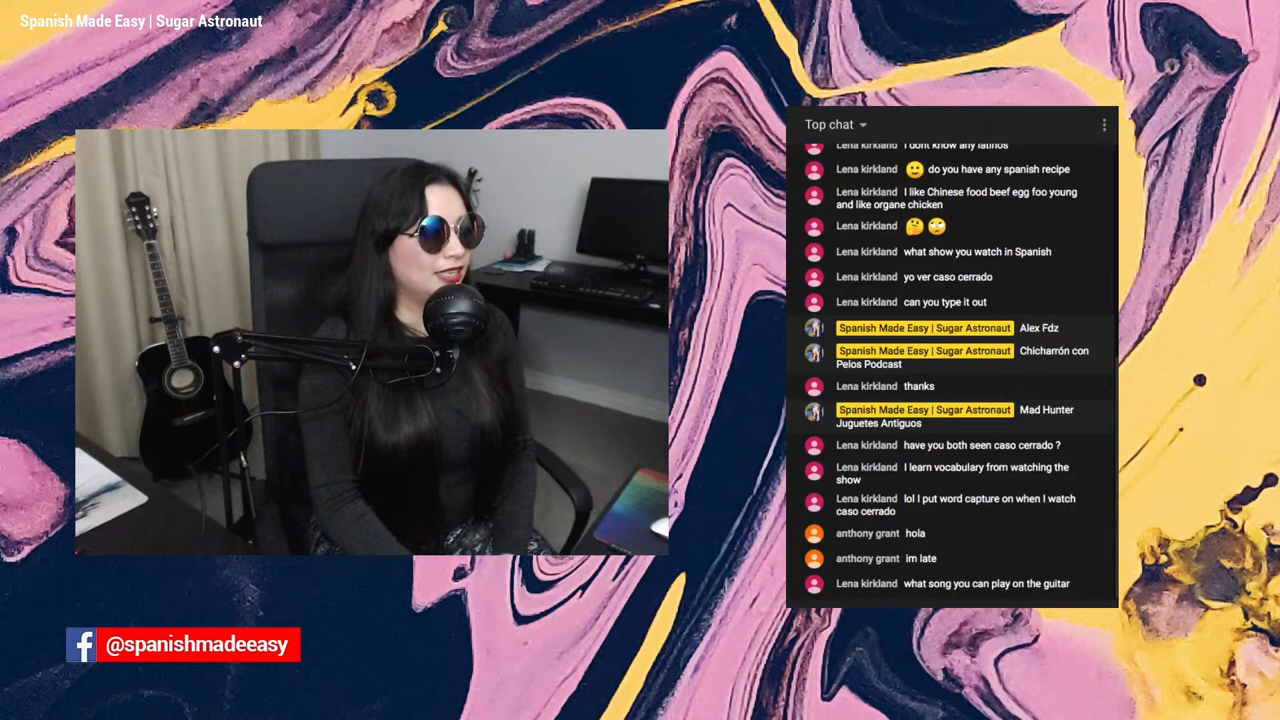 Spanish Made Easy | Sugar Astronaut
Top chat
Lena kirkland I dont know any latinos
Lena kirkland 🙂 do you have any spanish recipe
Lena kirkland I like Chinese food beef egg foo young
and like organe chicken
Lena kirkland 🤔 🙄
Lena kirkland what show you watch in Spanish
Lena kirkland yo ver caso cerrado
Lena kirkland can you type it out
Spanish Made Easy | Sugar Astronaut Alex Fdz
Spanish Made Easy | Sugar Astronaut Chicharrón con
Pelos Podcast
Lena kirkland thanks
Spanish Made Easy | Sugar Astronaut Mad Hunter
Juguetes Antiguos
Lena kirkland have you both seen caso cerrado ?
Lena kirkland I learn vocabulary from watching the
show
Lena kirkland lol I put word capture on when I watch
caso cerrado
anthony grant hola
anthony grant im late
Lena kirkland what song you can play on the guitar
f @spanishmadeeasy